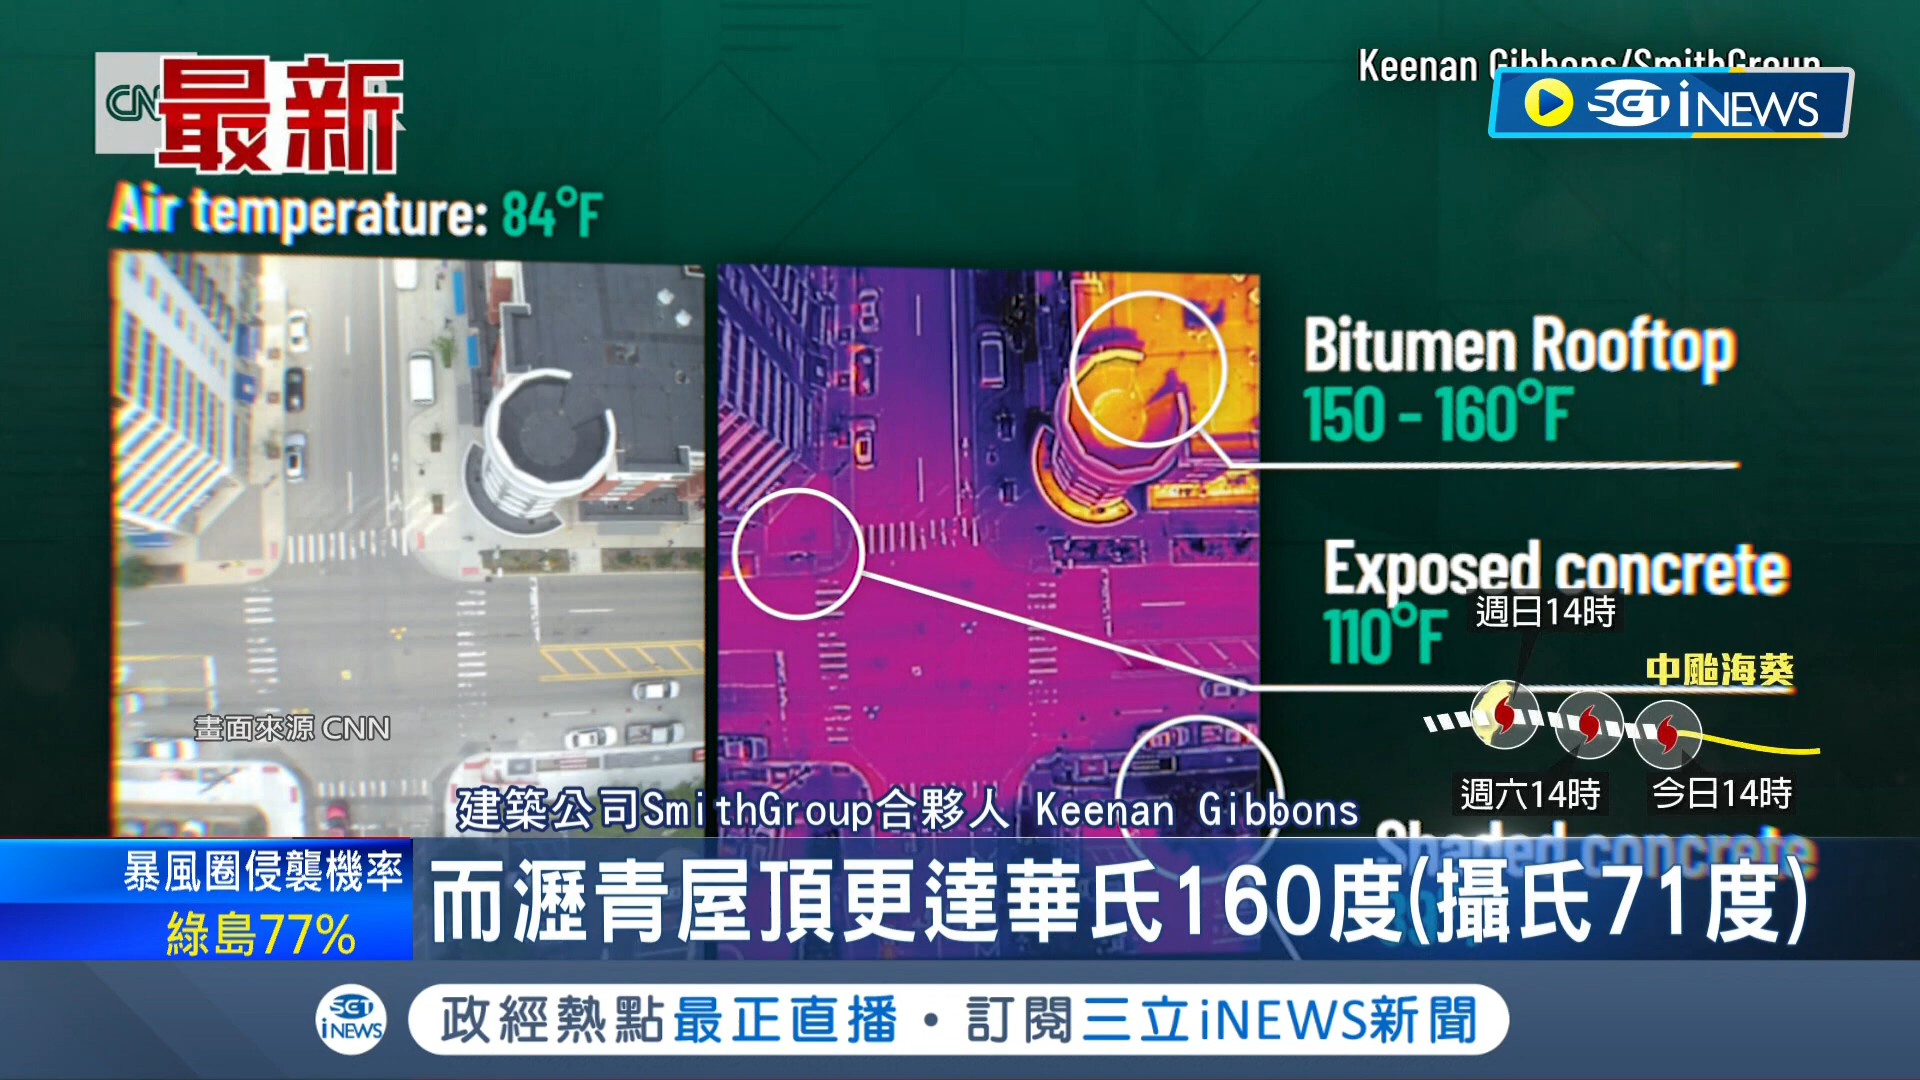 最新
Keenan Gibbons/SmithGroup
SET iNEWS
Air temperature: 84°F
Bitumen Rooftop
150 - 160°F
Exposed concrete
110°F
週日14時
中颱海葵
週六14時
今日14時
畫面來源 CNN
建築公司SmithGroup合夥人 Keenan Gibbons
Shaded concrete
暴風圈侵襲機率
綠島77%
而瀝青屋頂更達華氏160度(攝氏71度)
SET iNEWS
政經熱點最正直播・訂閱三立iNEWS新聞